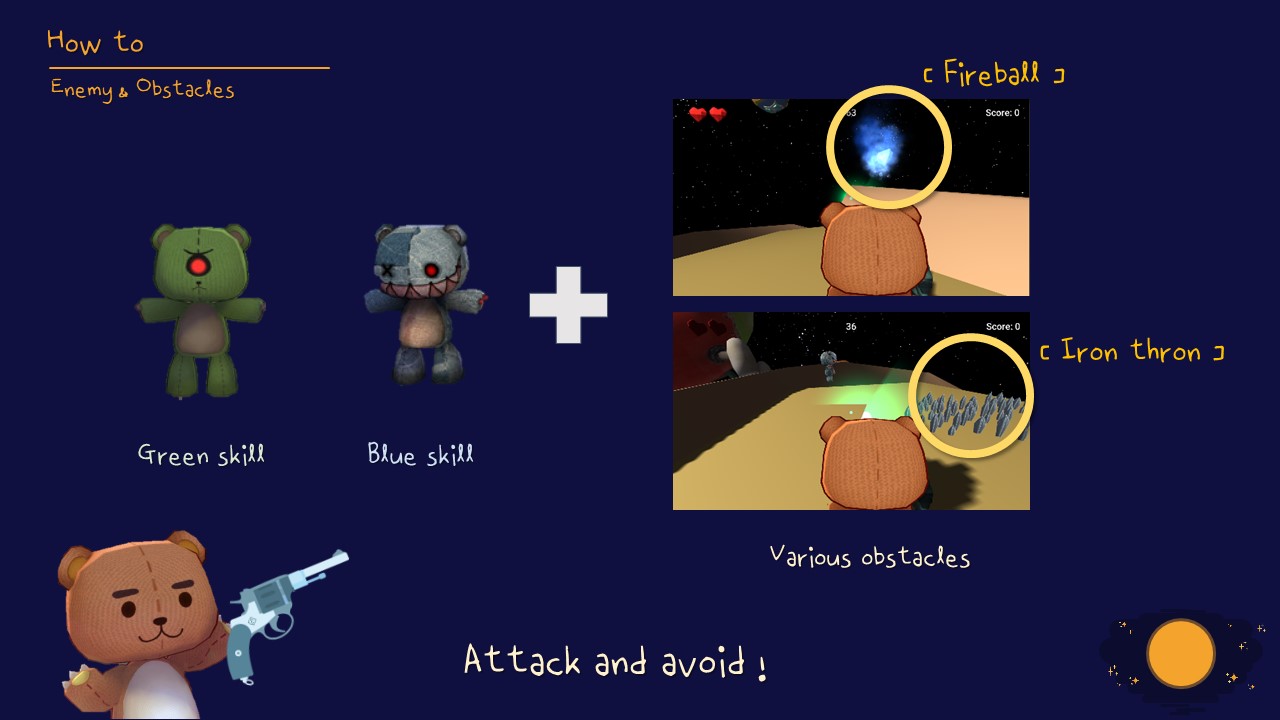 How to
Enemy & Obstacles
[ Fireball ]
Score: 0
36
Score: 0
[ Iron thron ]
Green skill
Blue skill
Various obstacles
Attack and avoid !